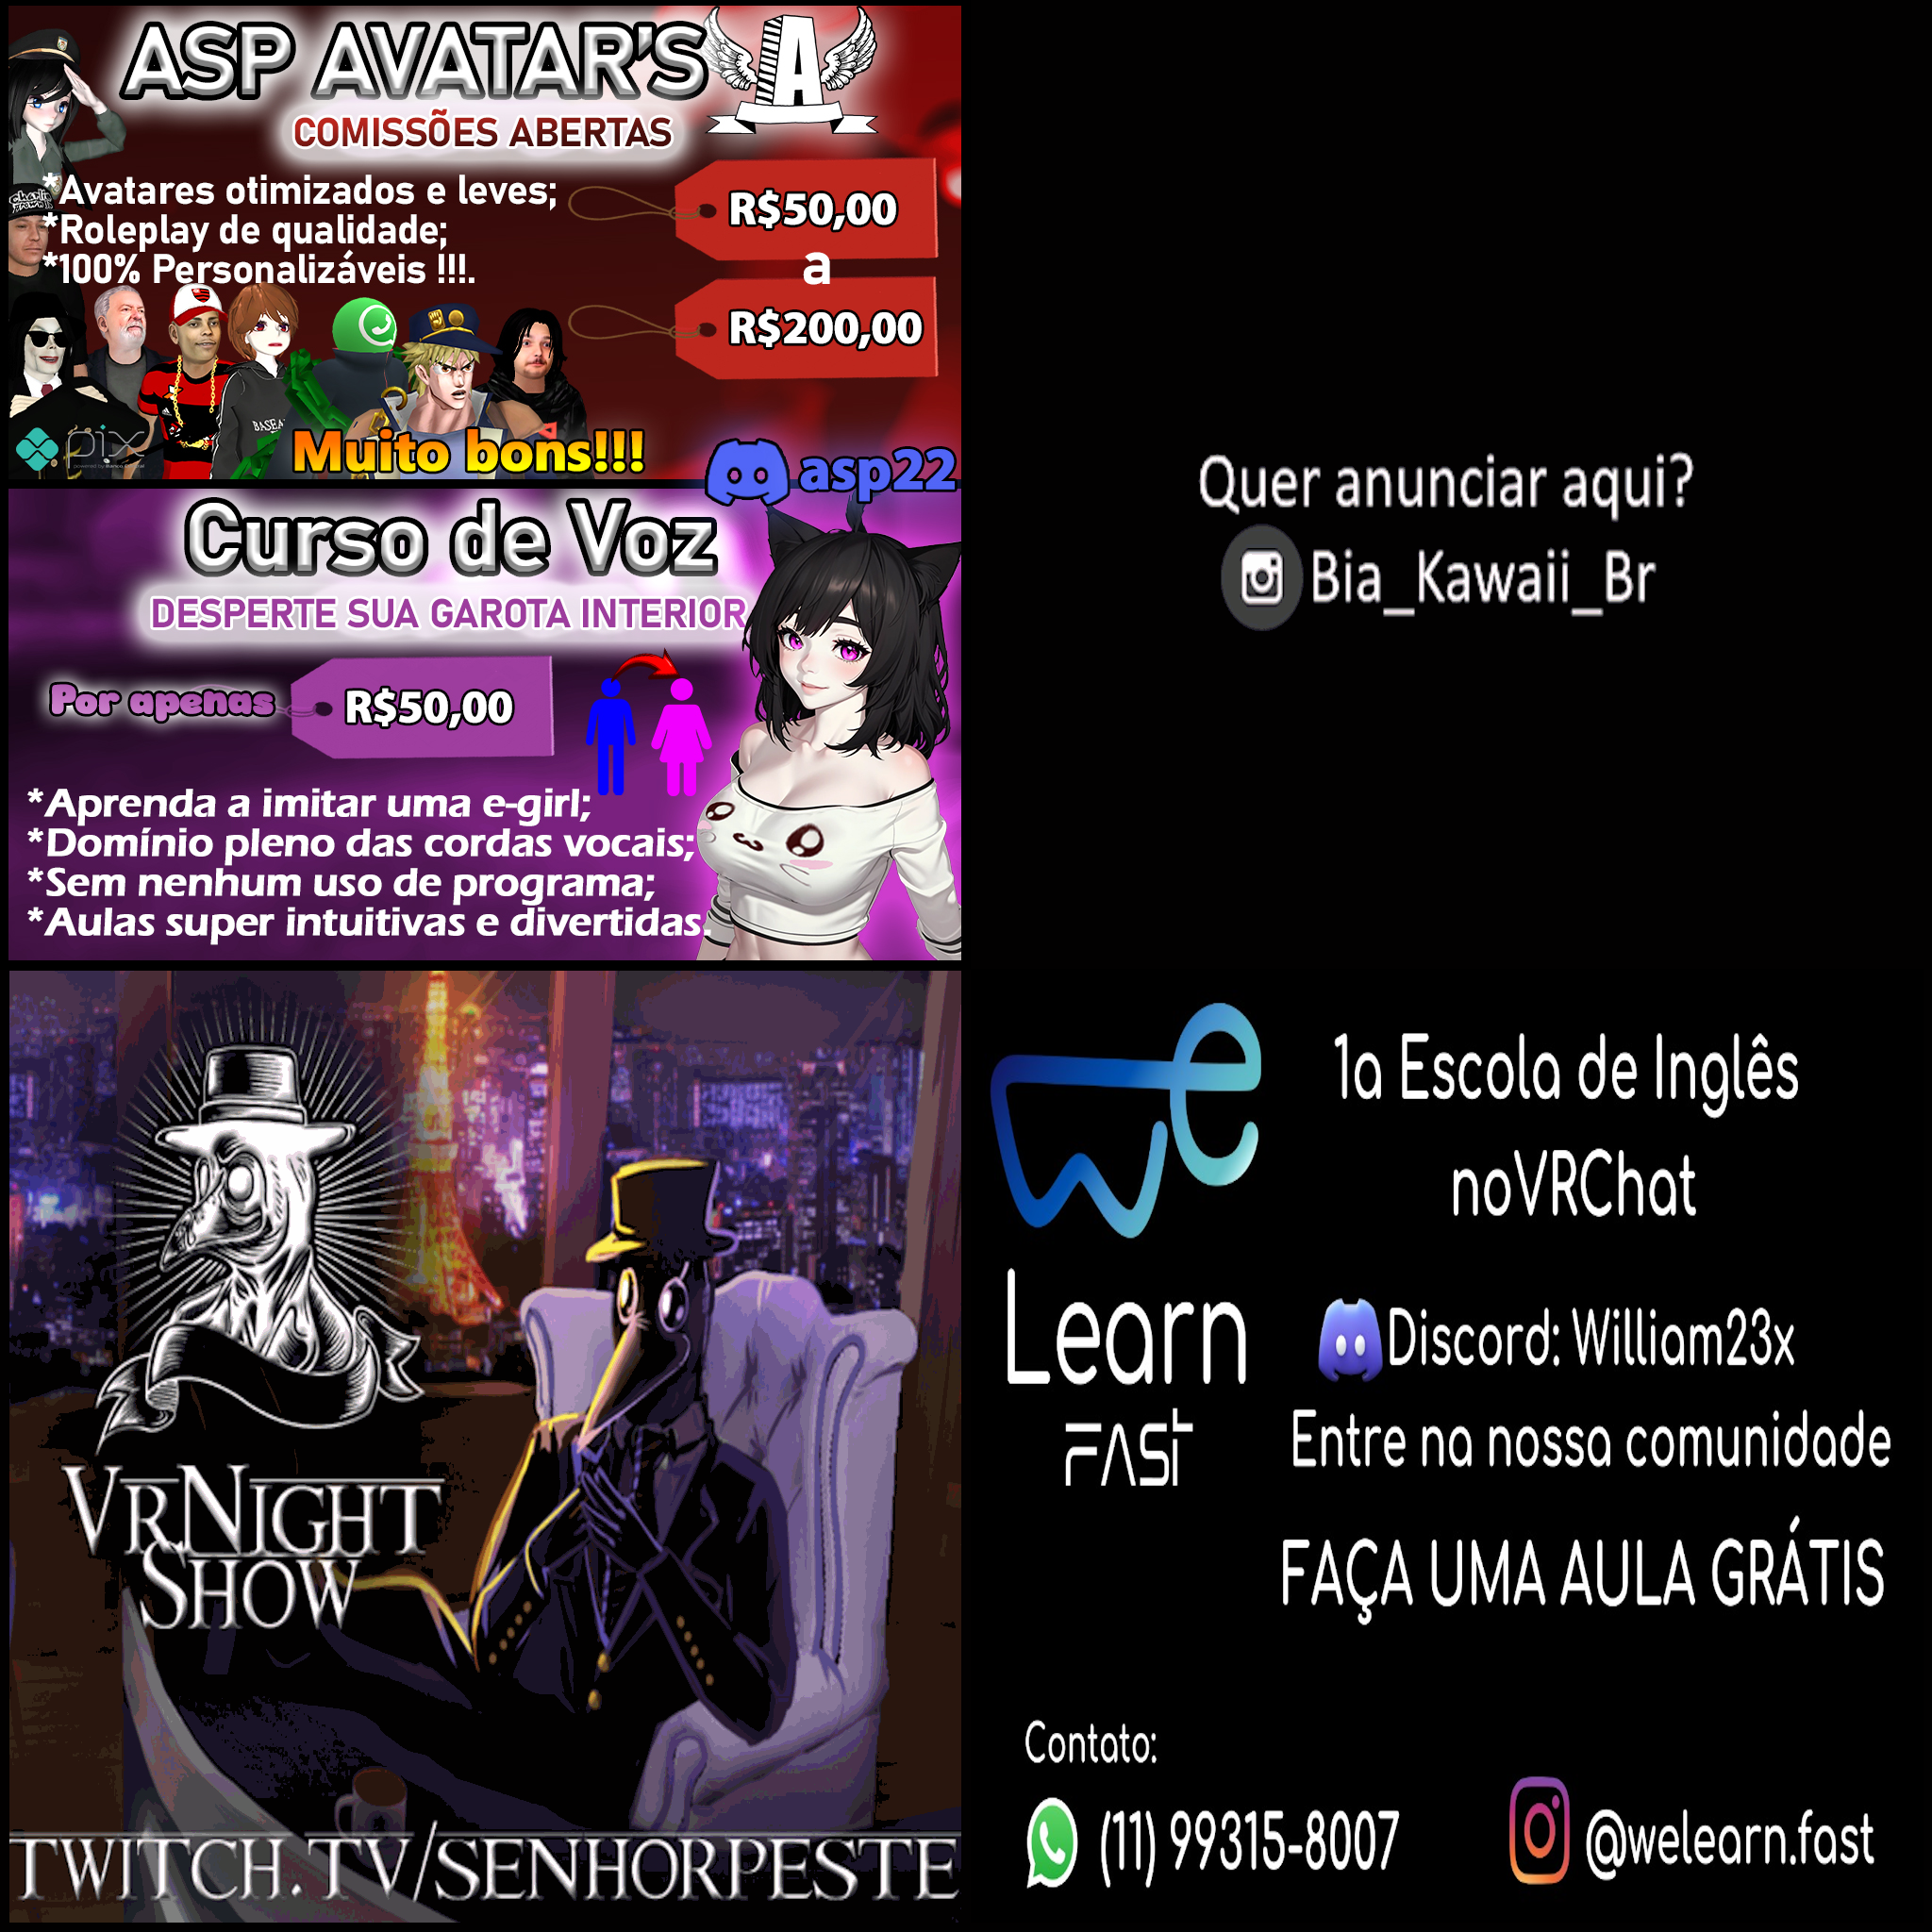 ASP AVATAR'S
A
COMISSÕES ABERTAS
*Avatares otimizados e leves;
*Roleplay de qualidade;
*100% Personalizáveis !!!.
R$50,00
a
R$200,00
pix
Muito bons!!!
asp22
Curso de Voz
DESPERTE SUA GAROTA INTERIOR
Por apenas
R$50,00
*Aprenda a imitar uma e-girl;
*Domínio pleno das cordas vocais;
*Sem nenhum uso de programa;
*Aulas super intuitivas e divertidas.
Quer anunciar aqui?
Bia_Kawaii_Br
VRNIGHT
SHOW
TWITCH.TV/SENHORPESTE
we
Learn
FAST
1a Escola de Inglês
noVRChat
Discord: William23x
Entre na nossa comunidade
FAÇA UMA AULA GRÁTIS
Contato:
(11) 99315-8007
@welearn.fast